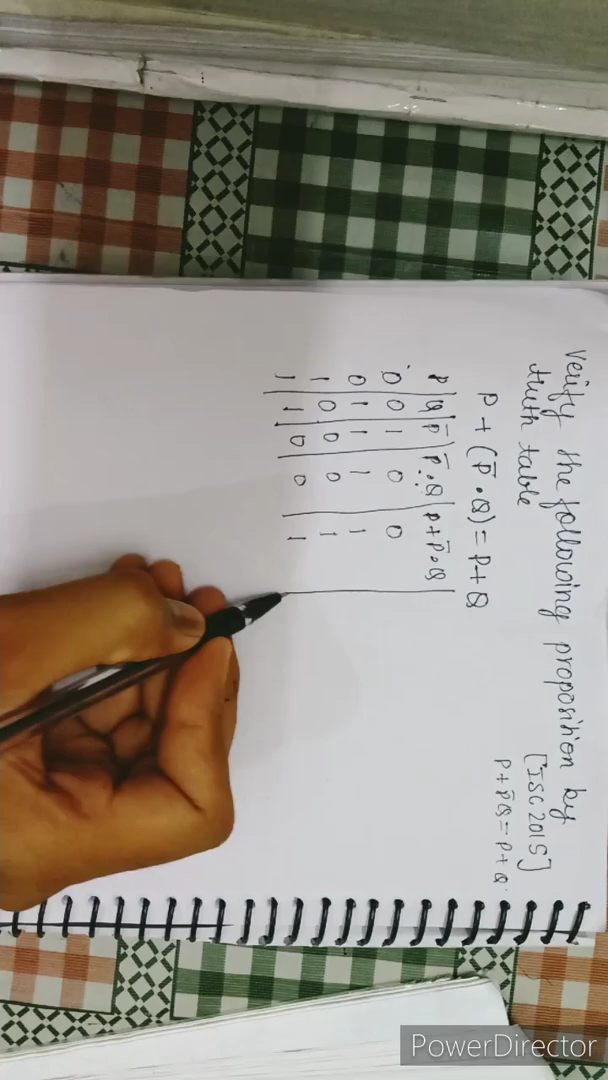 Verify the following proposition by
truth table [ISC 2015]
P + (P̄ . Q) = P + Q
P + P̄Q = P + Q
P | Q | P̄ | P̄ . Q | P + P̄ . Q |
0 | 0 | 1 | 0 | 0
0 | 1 | 1 | 1 | 1
1 | 0 | 0 | 0 | 1
1 | 1 | 0 | 0 | 1
PowerDirector